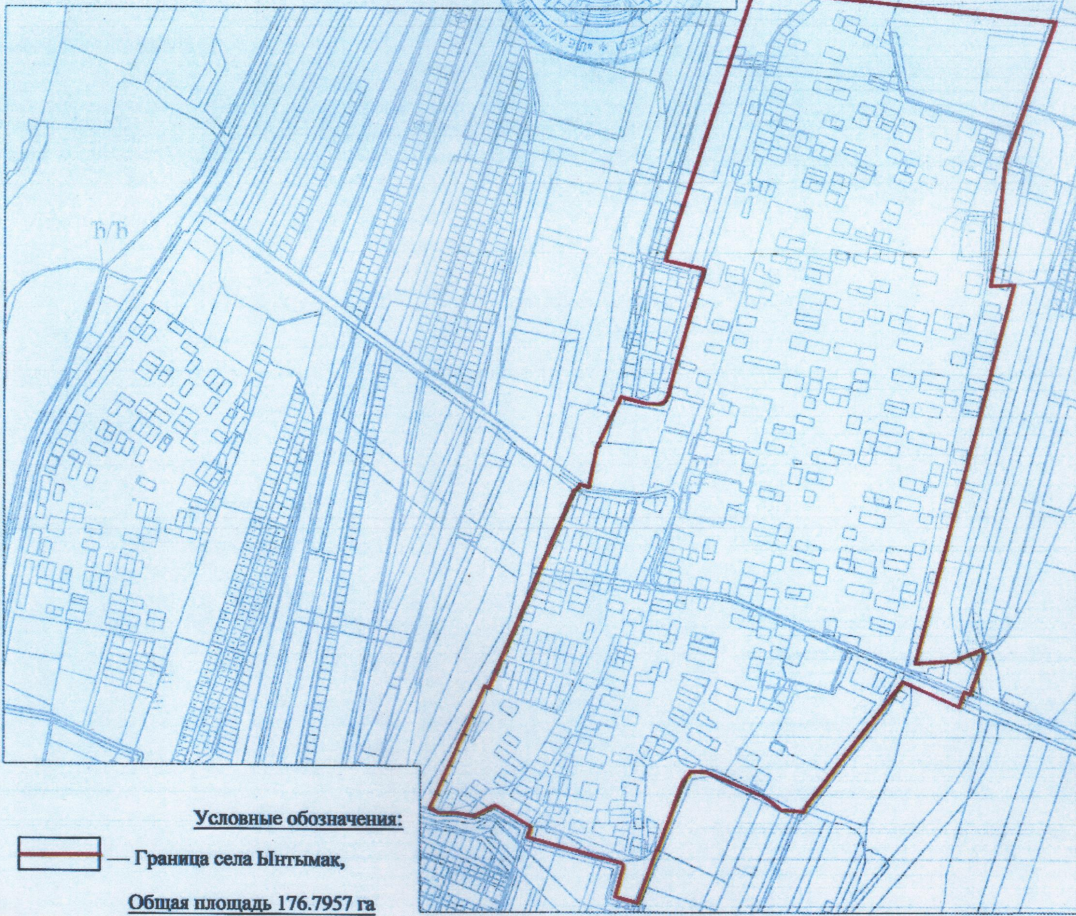 Ђ/Ђ
Условные обозначения:
— Граница села Ынтымак,
Общая площадь 176.7957 га